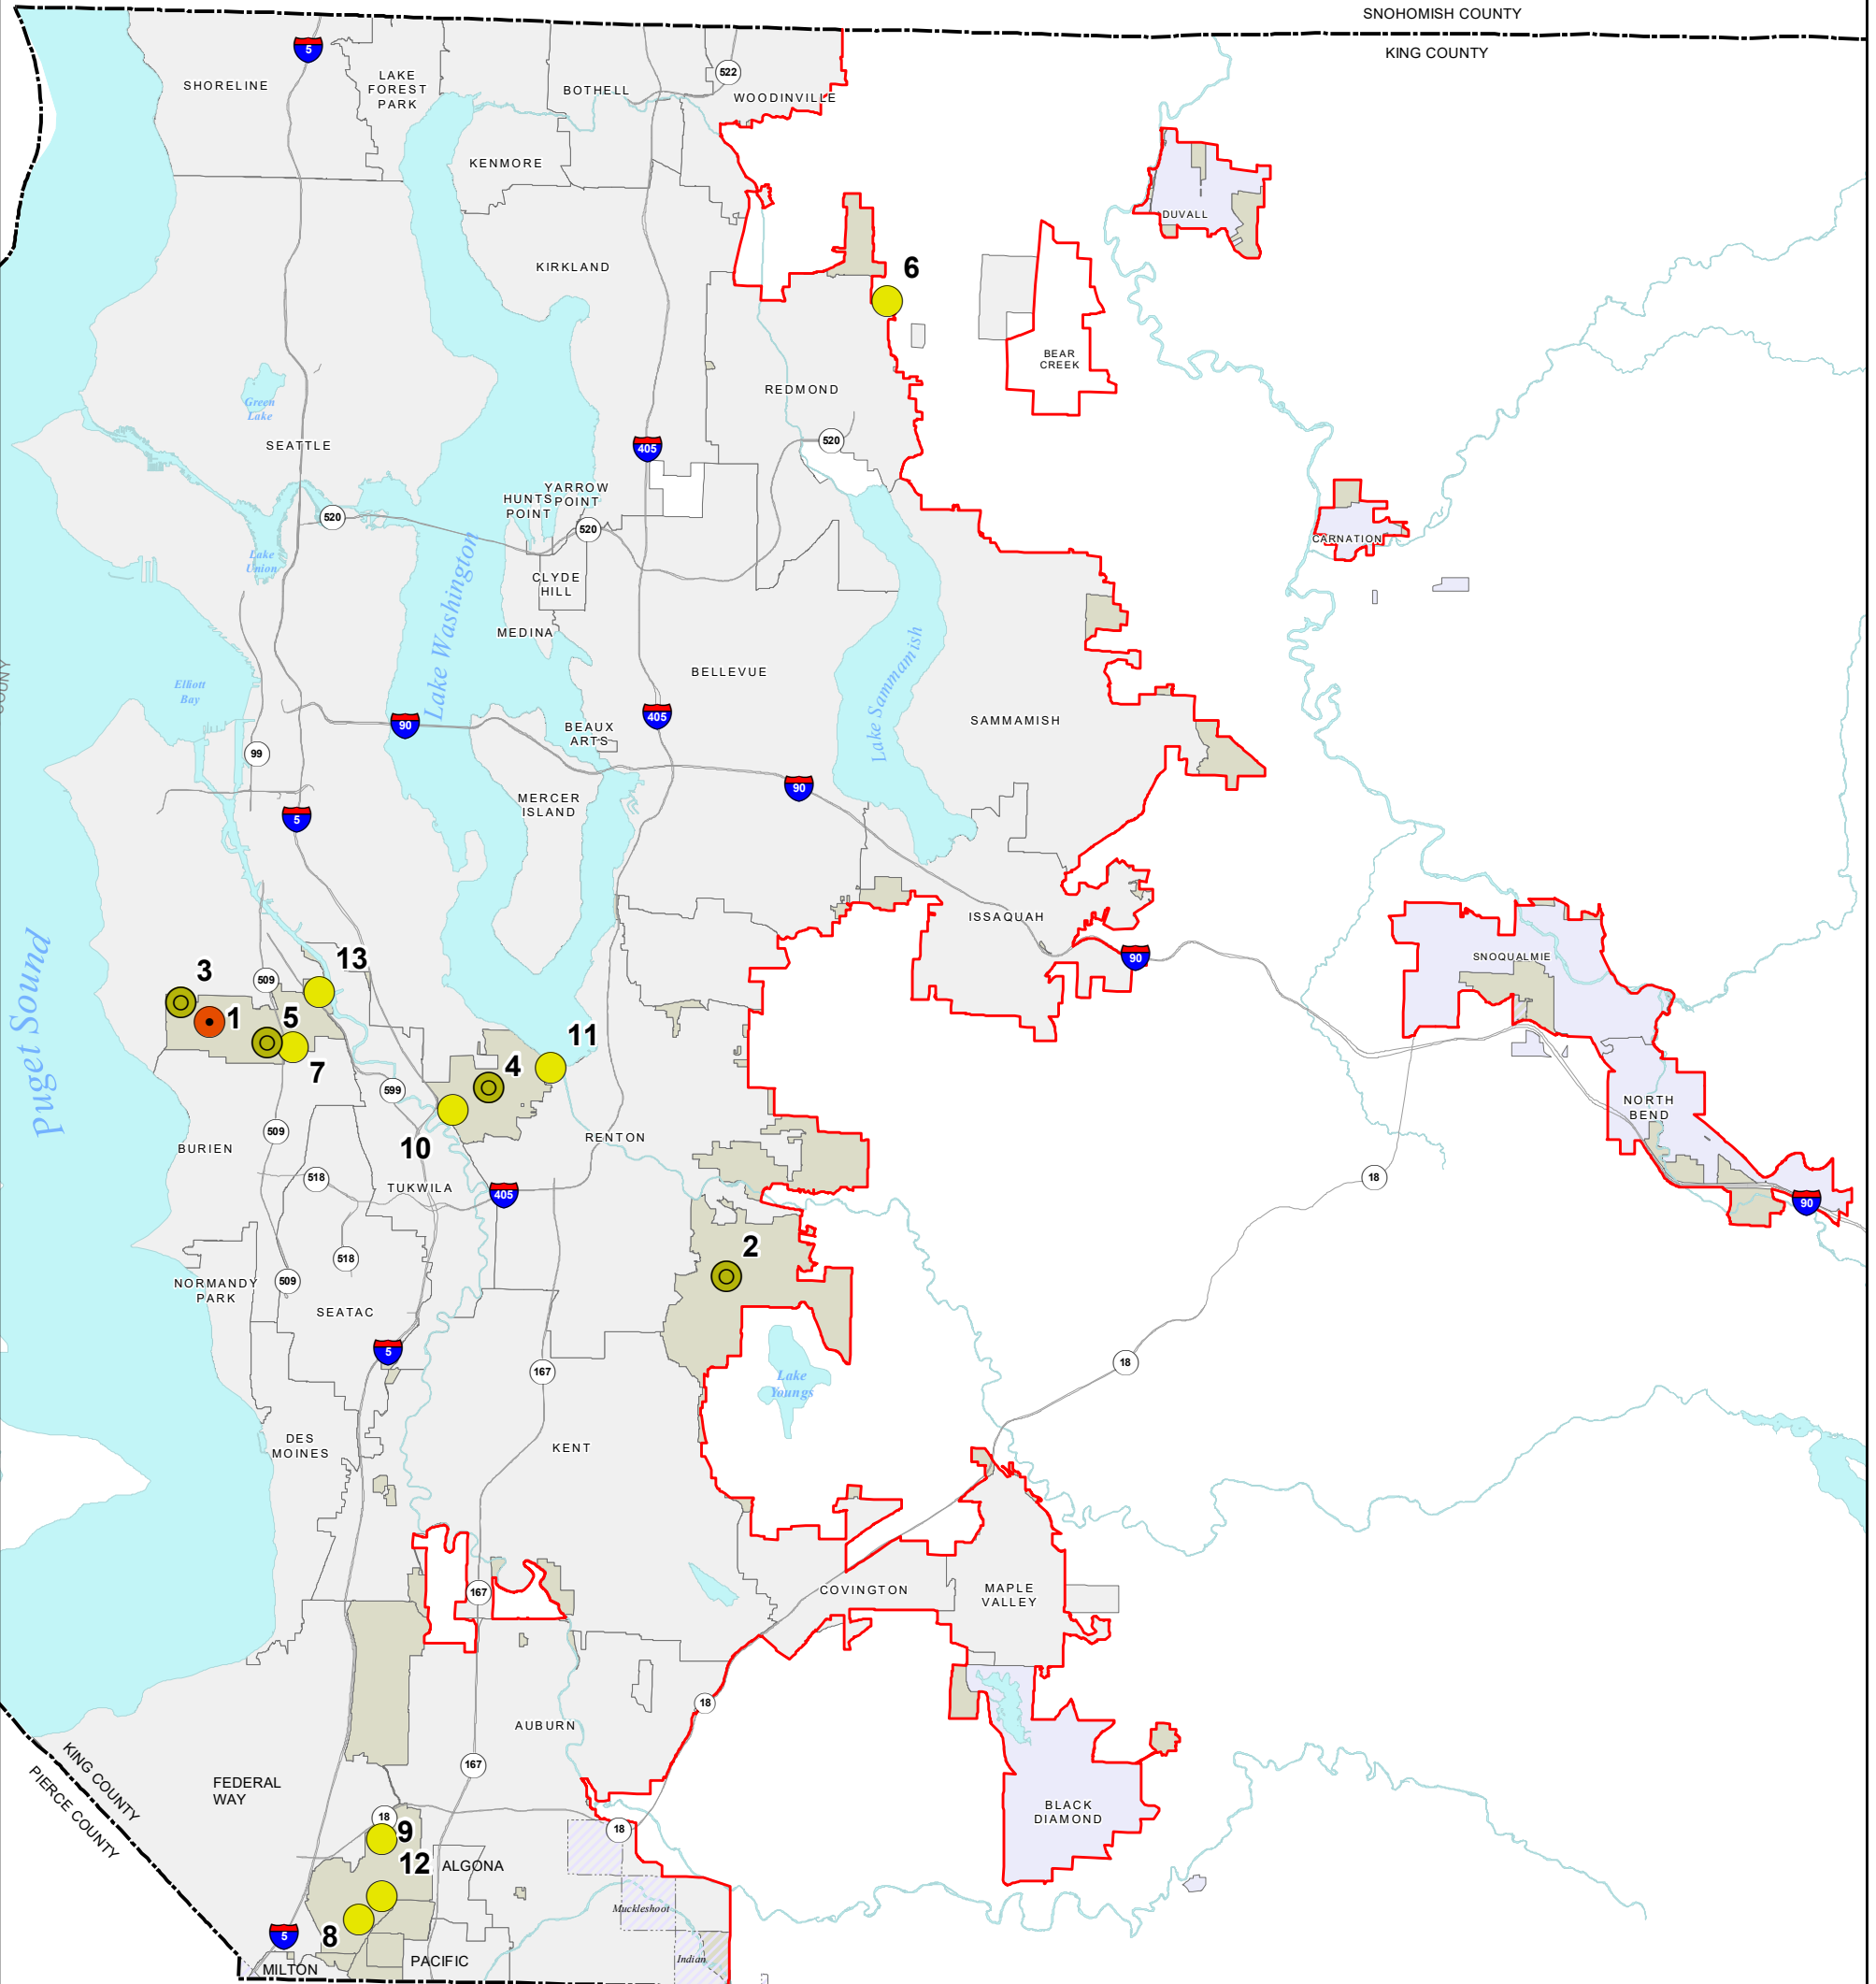 SNOHOMISH COUNTY
KING COUNTY
5
SHORELINE
LAKE
FOREST
PARK
BOTHELL
522
WOODINVILLE
KENMORE
DUVALL
KIRKLAND
6
BEAR
CREEK
REDMOND
Green
Lake
SEATTLE
405
520
HUNTS
POINT
YARROW
POINT
520
520
CARNATION
Lake
Union
CLYDE
HILL
MEDINA
Lake Washington
BELLEVUE
Lake Sammamish
Elliott
Bay
SAMMAMISH
90
405
BEAUX
ARTS
99
90
MERCER
ISLAND
5
ISSAQUAH
90
SNOQUALMIE
Puget Sound
13
3
509
1
5
7
11
4
599
NORTH
BEND
509
10
RENTON
BURIEN
518
TUKWILA
405
18
90
2
518
509
NORMANDY
PARK
SEATAC
5
167
18
Lake
Youngs
DES
MOINES
KENT
167
COVINGTON
MAPLE
VALLEY
18
AUBURN
KING COUNTY
PIERCE COUNTY
167
FEDERAL
WAY
BLACK
DIAMOND
18
9
18
12
ALGONA
Muckleshoot
8
5
PACIFIC
MILTON
Indian